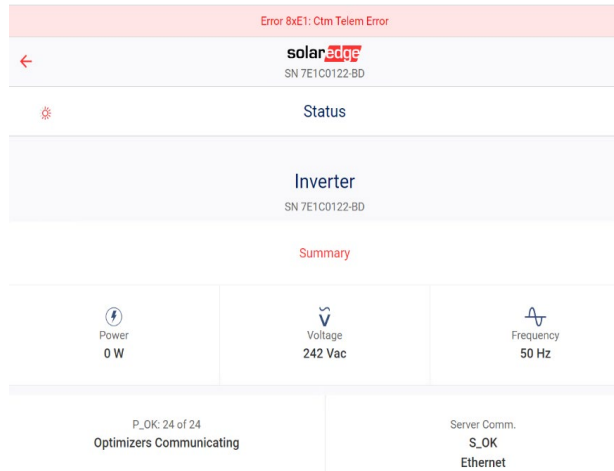 Error 8xE1: Ctm Telem Error
solaredge
SN 7E1C0122-BD
Status
Inverter
SN 7E1C0122-BD
Summary
Power
0 W
Voltage
242 Vac
Frequency
50 Hz
P_OK: 24 of 24
Optimizers Communicating
Server Comm.
S_OK
Ethernet